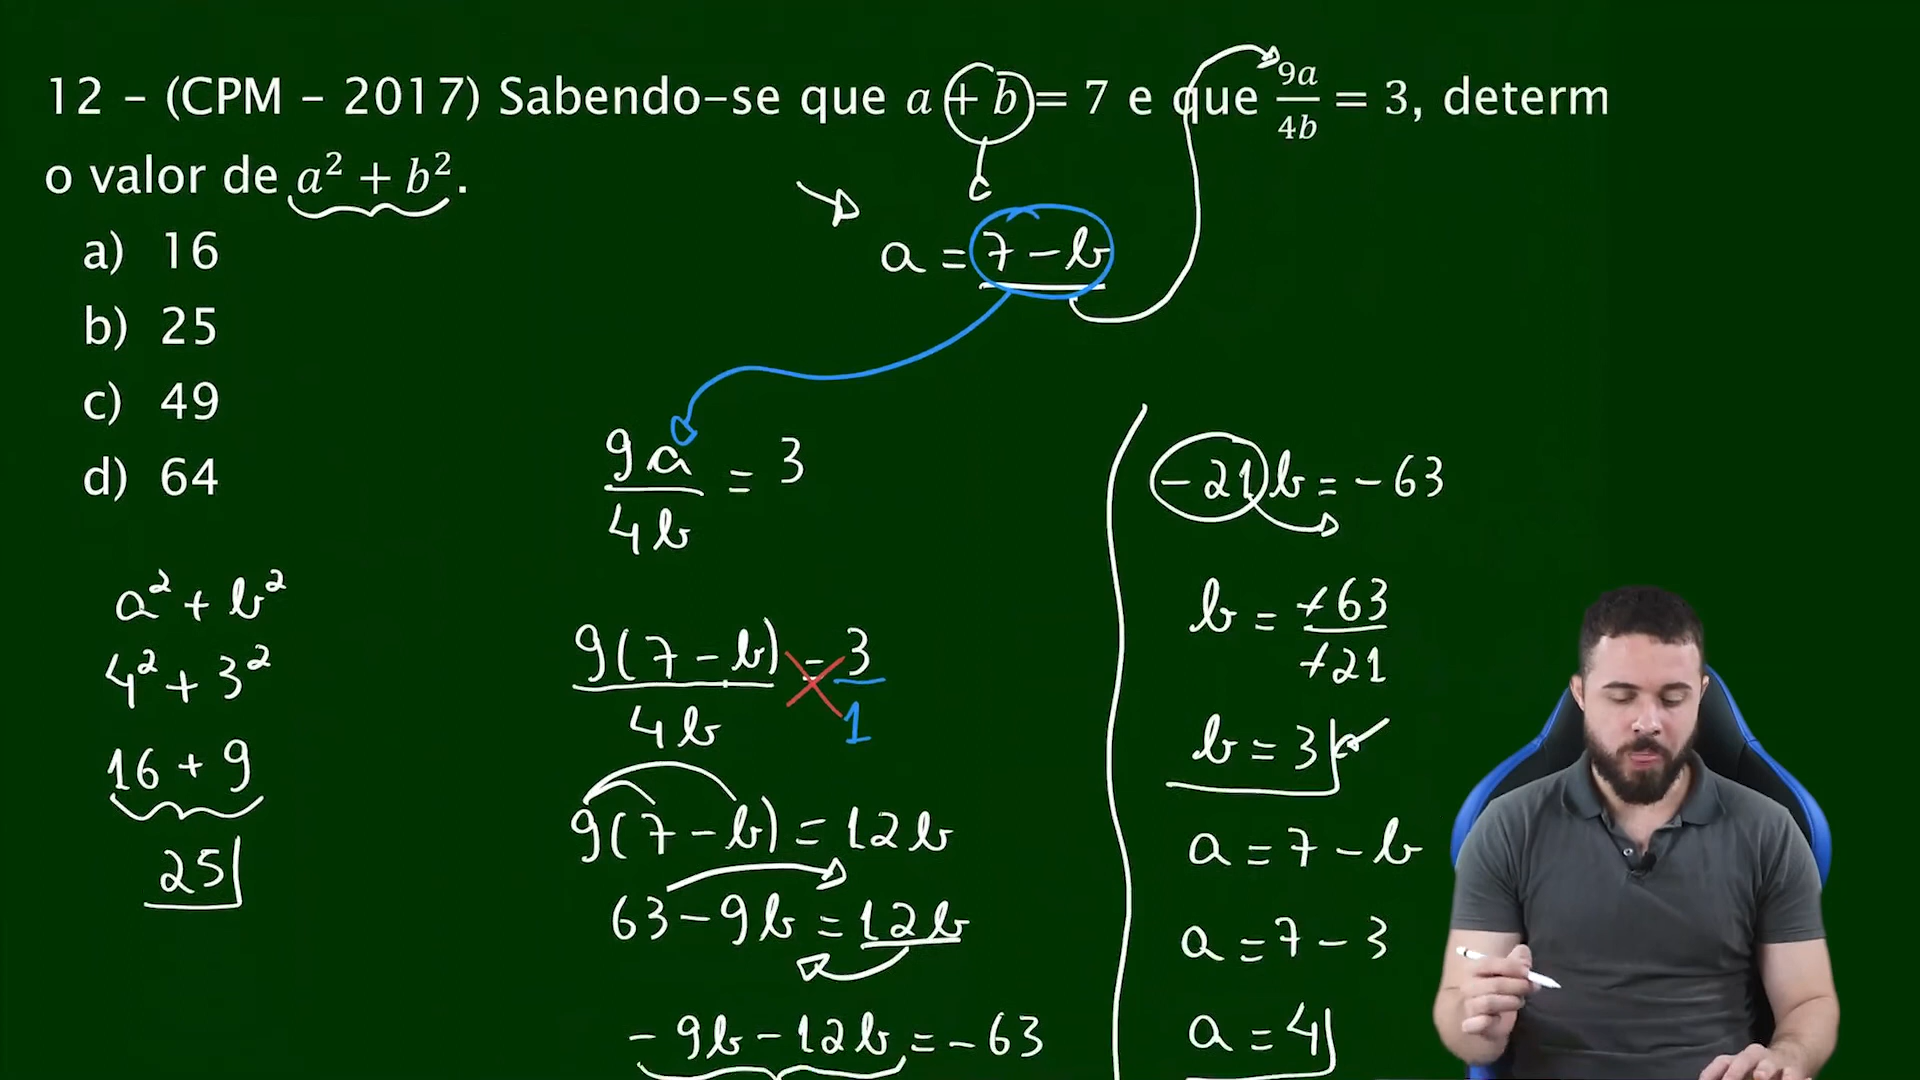 12 – (CPM – 2017) Sabendo-se que a + b = 7 e que 9a/4b = 3, determ
o valor de a² + b².
a) 16
b) 25
c) 49
d) 64
a = 7 – b
9a/4b = 3
9(7 – b)/4b = 3/1
9(7 – b) = 12b
63 – 9b = 12b
– 9b – 12b = – 63
– 21b = – 63
b = +63/+21
b = 3
a = 7 – b
a = 7 – 3
a = 4
a² + b²
4² + 3²
16 + 9
25